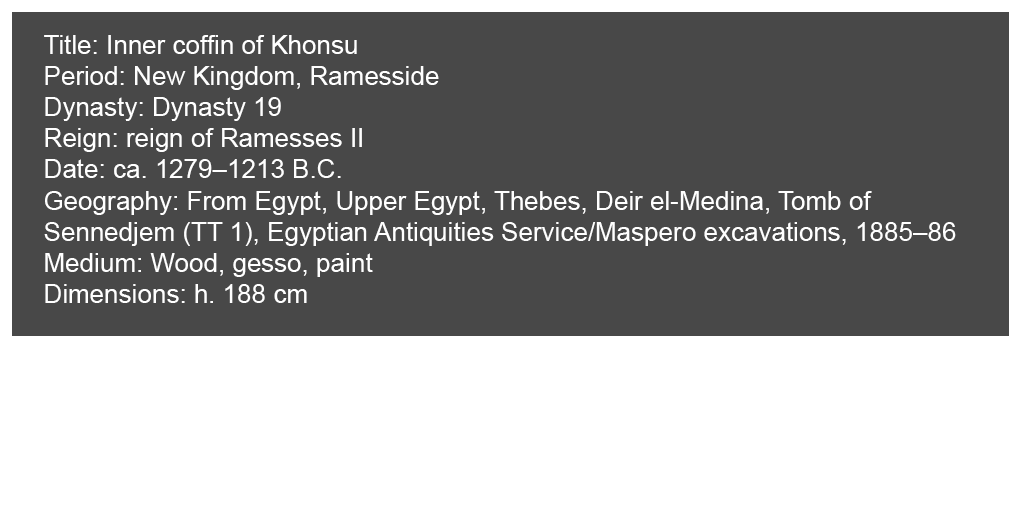 Title: Inner coffin of Khonsu
Period: New Kingdom, Ramesside
Dynasty: Dynasty 19
Reign: reign of Ramesses II
Date: ca. 1279–1213 B.C.
Geography: From Egypt, Upper Egypt, Thebes, Deir el-Medina, Tomb of
Sennedjem (TT 1), Egyptian Antiquities Service/Maspero excavations, 1885–86
Medium: Wood, gesso, paint
Dimensions: h. 188 cm